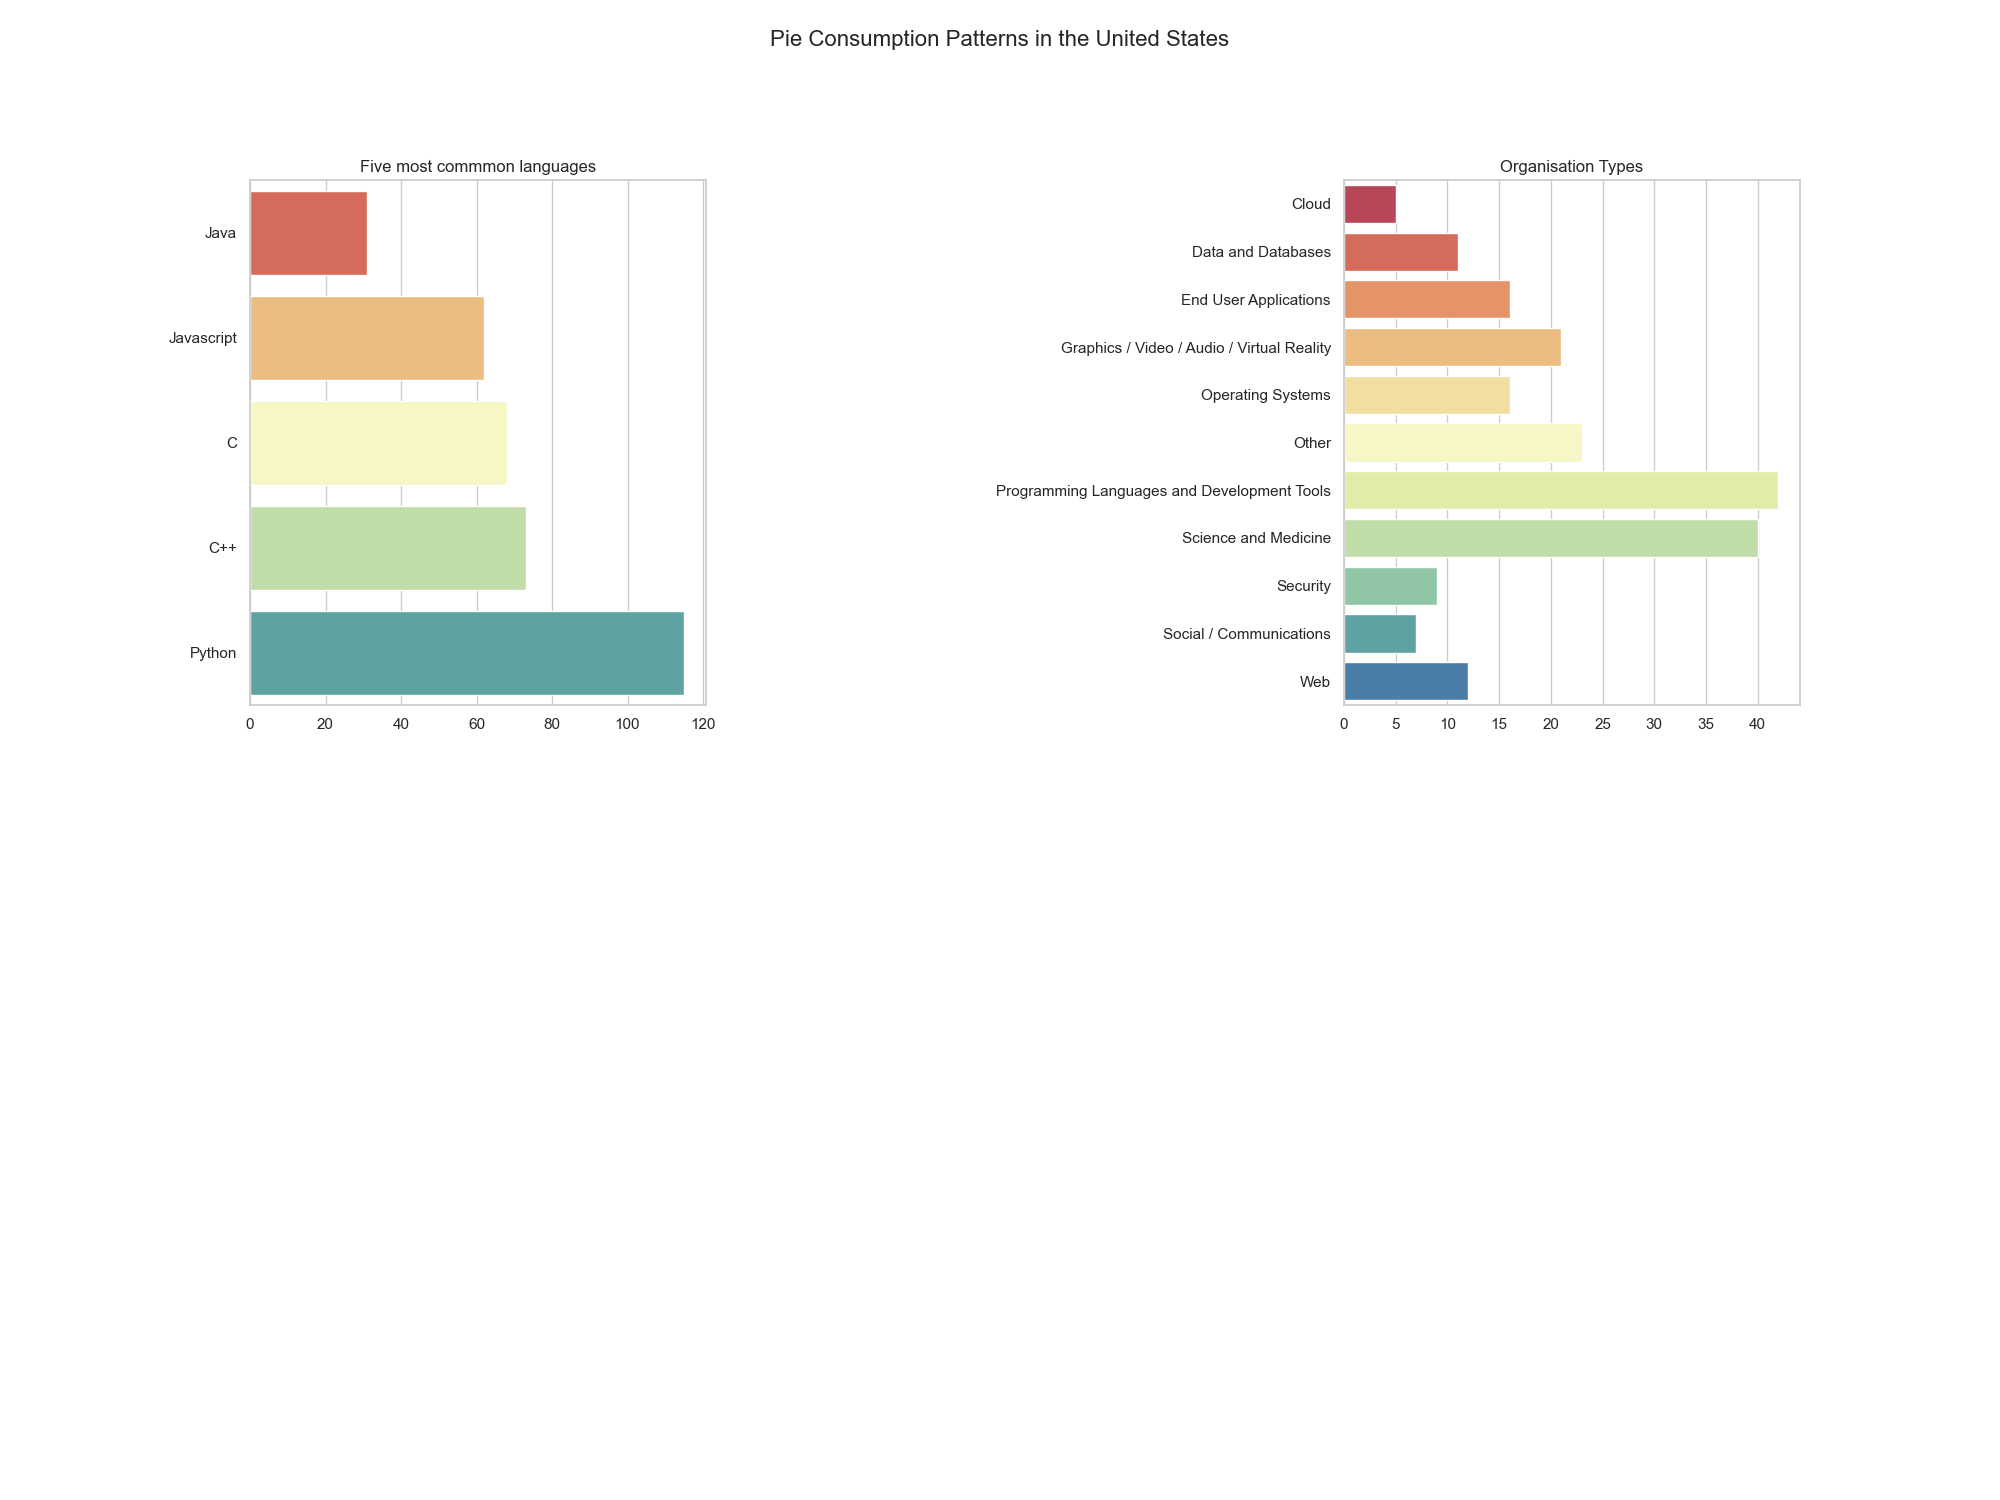 Pie Consumption Patterns in the United States
Five most commmon languages
Java
Javascript
C
C++
Python
0 20 40 60 80 100 120
Organisation Types
Cloud
Data and Databases
End User Applications
Graphics / Video / Audio / Virtual Reality
Operating Systems
Other
Programming Languages and Development Tools
Science and Medicine
Security
Social / Communications
Web
0 5 10 15 20 25 30 35 40